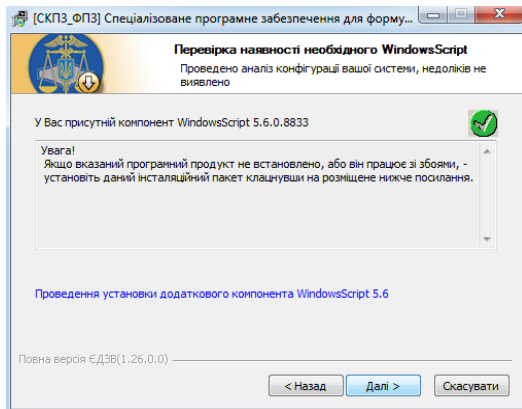 [СКПЗ_ФПЗ] Спеціалізоване програмне забезпечення для форму...
Перевірка наявності необхідного WindowsScript
Проведено аналіз конфігурації вашої системи, недоліків не
виявлено
У Вас присутній компонент WindowsScript 5.6.0.8833
Увага!
Якщо вказаний програмний продукт не встановлено, або він працює зі збоями, -
установіть даний інсталяційний пакет клацнувши на розміщене нижче посилання.
Проведення установки додаткового компонента WindowsScript 5.6
Повна версія ЄДЗВ(1.26.0.0)
< Назад
Далі >
Скасувати